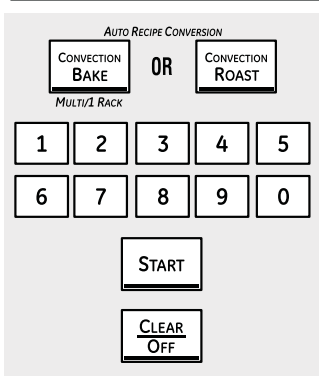 AUTO RECIPE CONVERSION
CONVECTION
BAKE
OR
CONVECTION
ROAST
MULTI/1 RACK
1 2 3 4 5
6 7 8 9 0
START
CLEAR
OFF